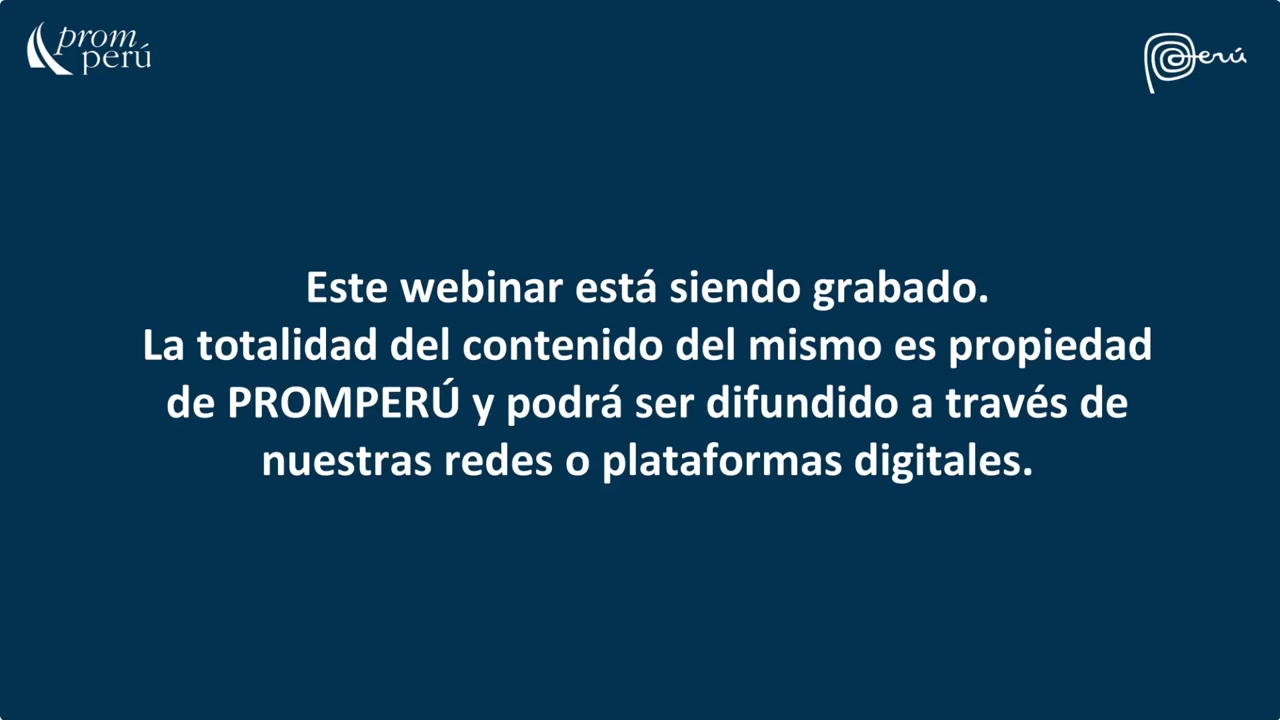 prom
perú
Perú
Este webinar está siendo grabado.
La totalidad del contenido del mismo es propiedad
de PROMPERÚ y podrá ser difundido a través de
nuestras redes o plataformas digitales.